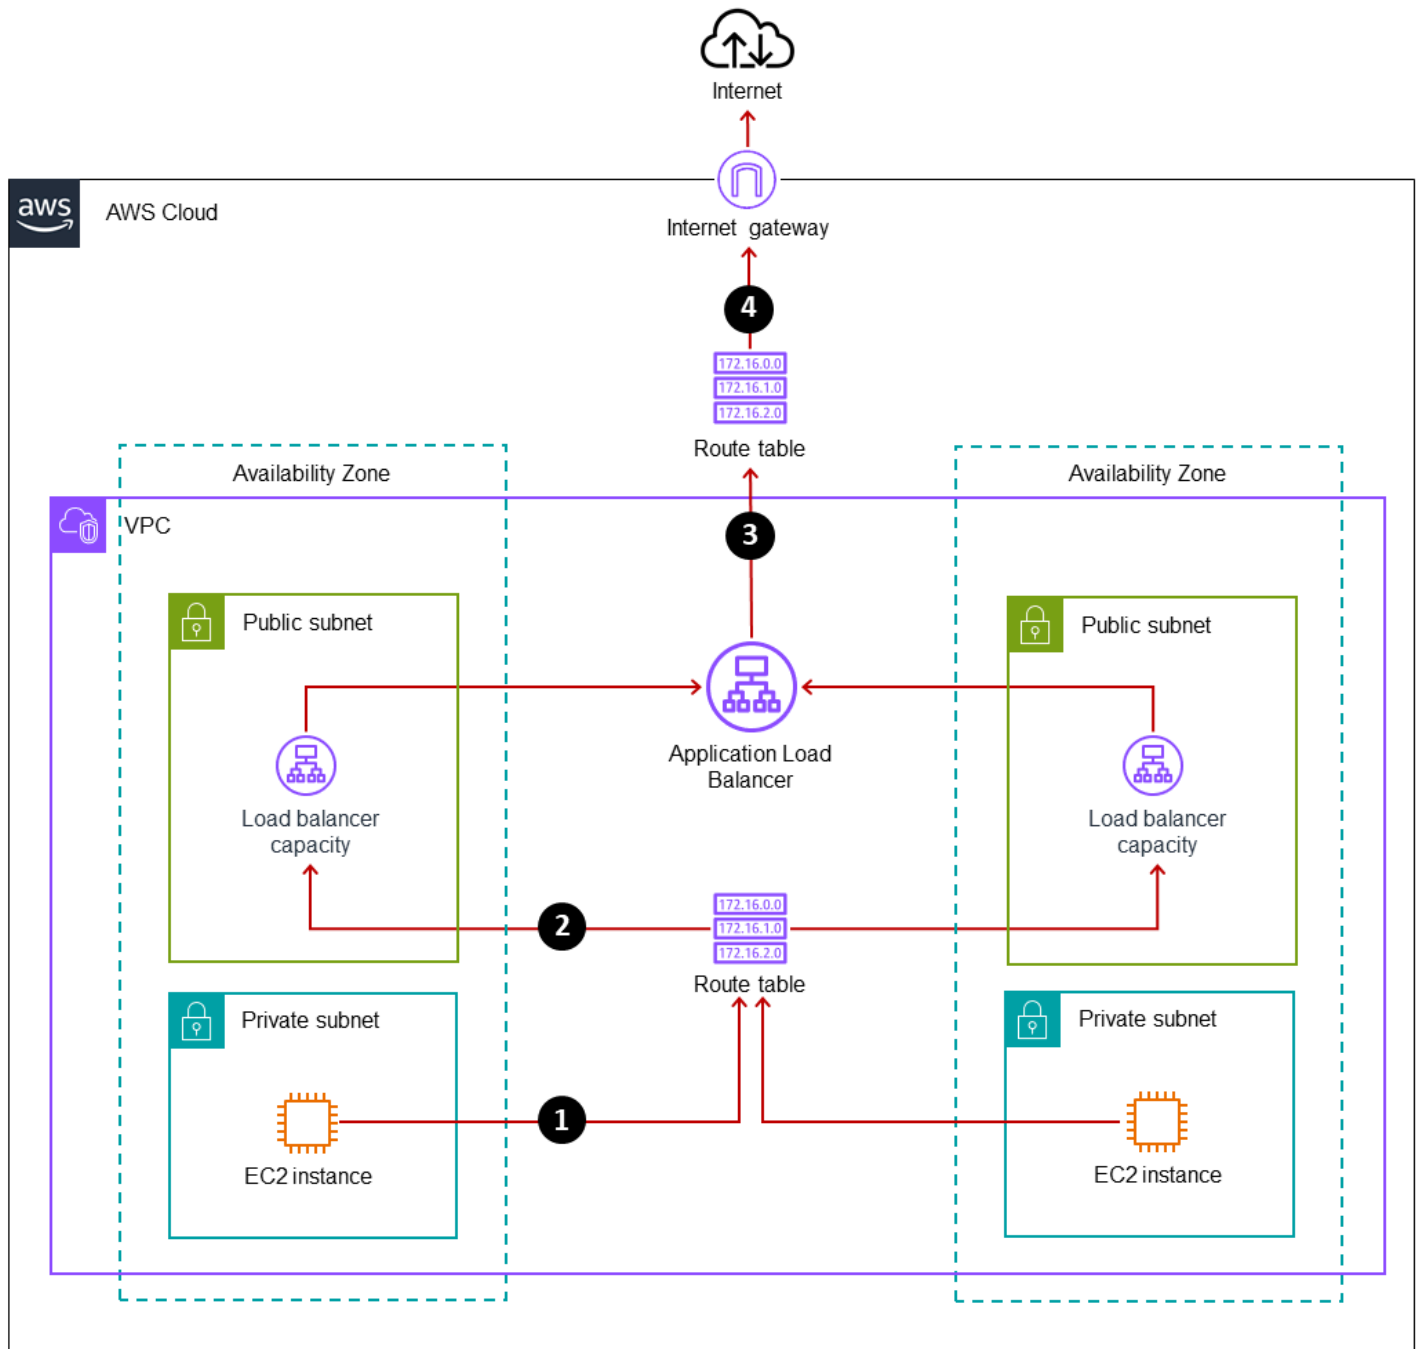 Internet
aws
AWS Cloud
Internet gateway
4
172.16.0.0
172.16.1.0
172.16.2.0
Route table
Availability Zone
Availability Zone
VPC
3
Public subnet
Public subnet
Application Load
Balancer
Load balancer
capacity
Load balancer
capacity
2
172.16.0.0
172.16.1.0
172.16.2.0
Route table
Private subnet
Private subnet
1
EC2 instance
EC2 instance